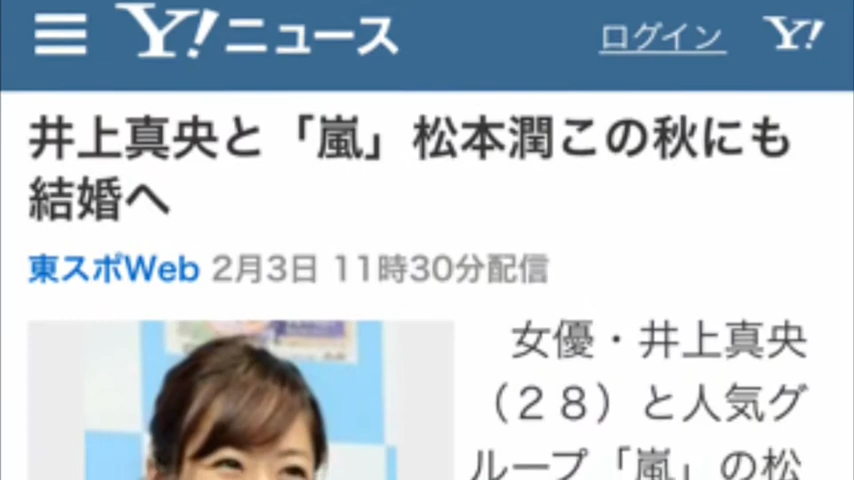 Y!ニュース ログイン Y!
井上真央と「嵐」松本潤この秋にも
結婚へ
東スポWeb 2月3日 11時30分配信
女優・井上真央
（２８）と人気グ
ループ「嵐」の松